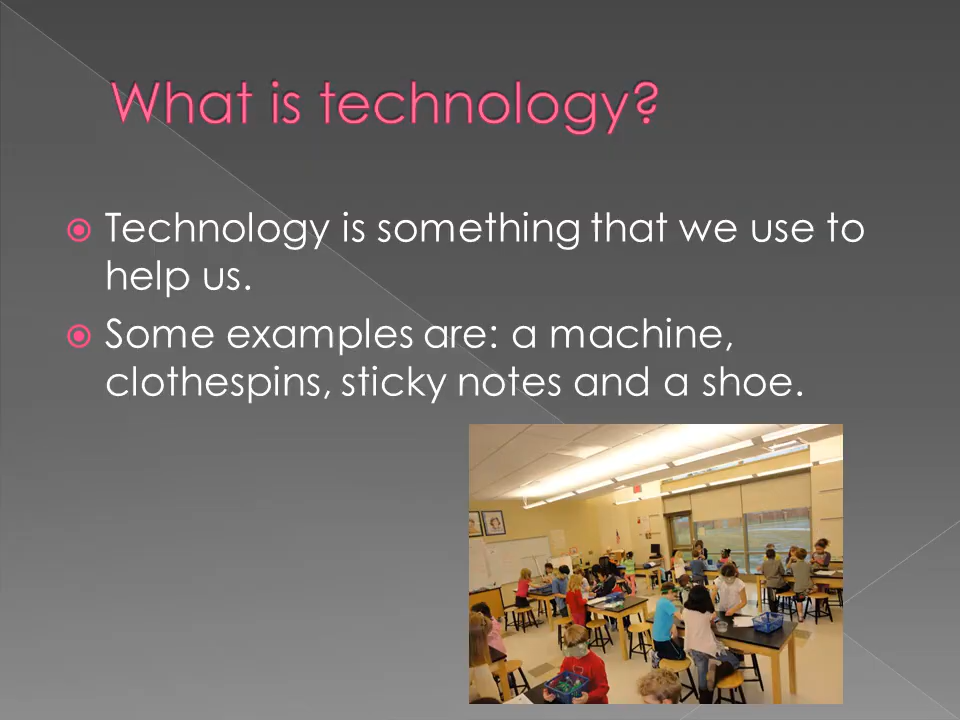 What is technology?
Technology is something that we use to
help us.
Some examples are: a machine,
clothespins, sticky notes and a shoe.